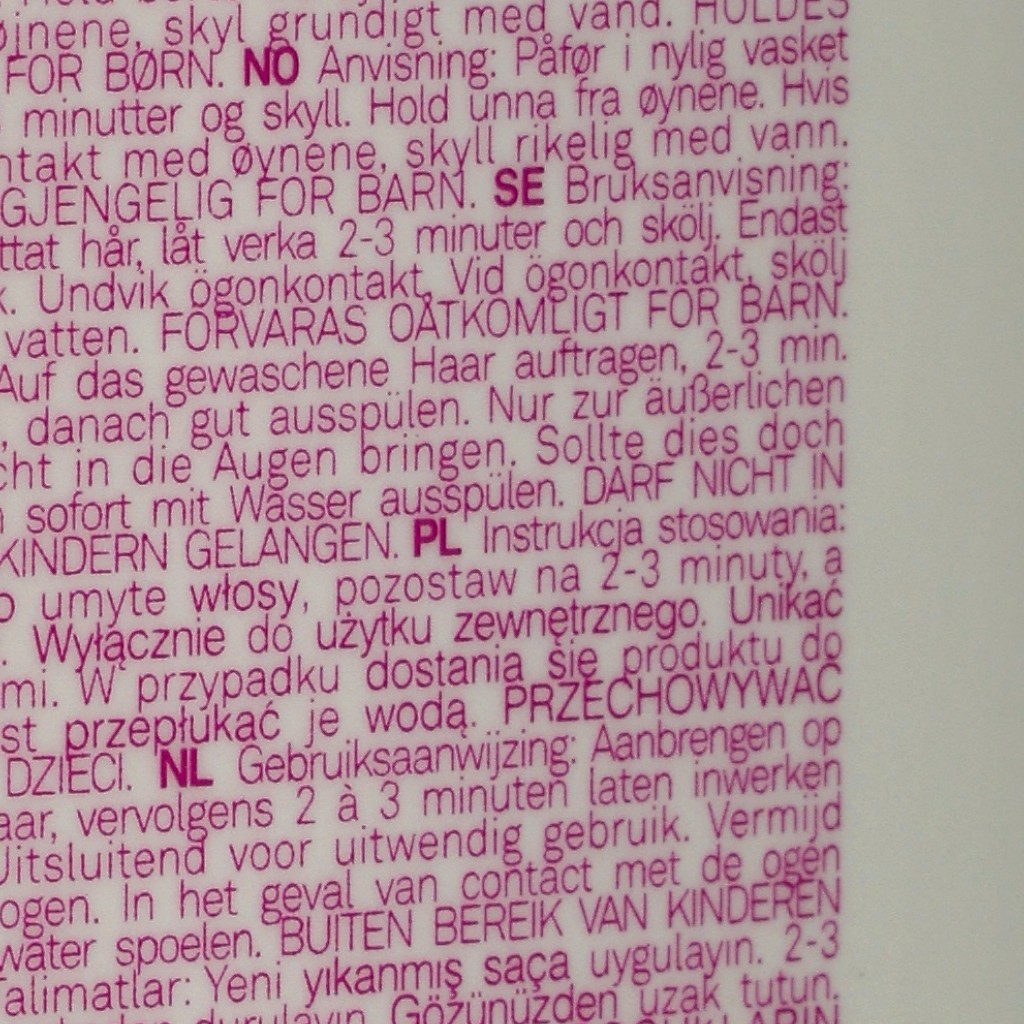 øjnene, skyl grundigt med vand. HOLDES
FOR BØRN. NO Anvisning: Påfør i nylig vasket
minutter og skyll. Hold unna fra øynene. Hvis
ntakt med øynene, skyll rikelig med vann.
GJENGELIG FOR BARN. SE Bruksanvisning:
ttat hår, låt verka 2-3 minuter och skölj. Endast
k. Undvik ögonkontakt. Vid ögonkontakt, skölj
vatten. FÖRVARAS OÅTKOMLIGT FÖR BARN.
Auf das gewaschene Haar auftragen, 2-3 min.
, danach gut ausspülen. Nur zur äußerlichen
cht in die Augen bringen. Sollte dies doch
n sofort mit Wasser ausspülen. DARF NICHT IN
KINDERN GELANGEN. PL Instrukcja stosowania:
o umyte włosy, pozostaw na 2-3 minuty, a
. Wyłącznie do użytku zewnętrznego. Unikać
mi. W przypadku dostania się produktu do
st przepłukać je wodą. PRZECHOWYWAĆ
DZIECI. NL Gebruiksaanwijzing: Aanbrengen op
aar, vervolgens 2 à 3 minuten laten inwerken
Uitsluitend voor uitwendig gebruik. Vermijd
ogen. In het geval van contact met de ogen
water spoelen. BUITEN BEREIK VAN KINDEREN
Talimatlar: Yeni yıkanmış saça uygulayın. 2-3
durulayın. Gözünüzden uzak tutun.